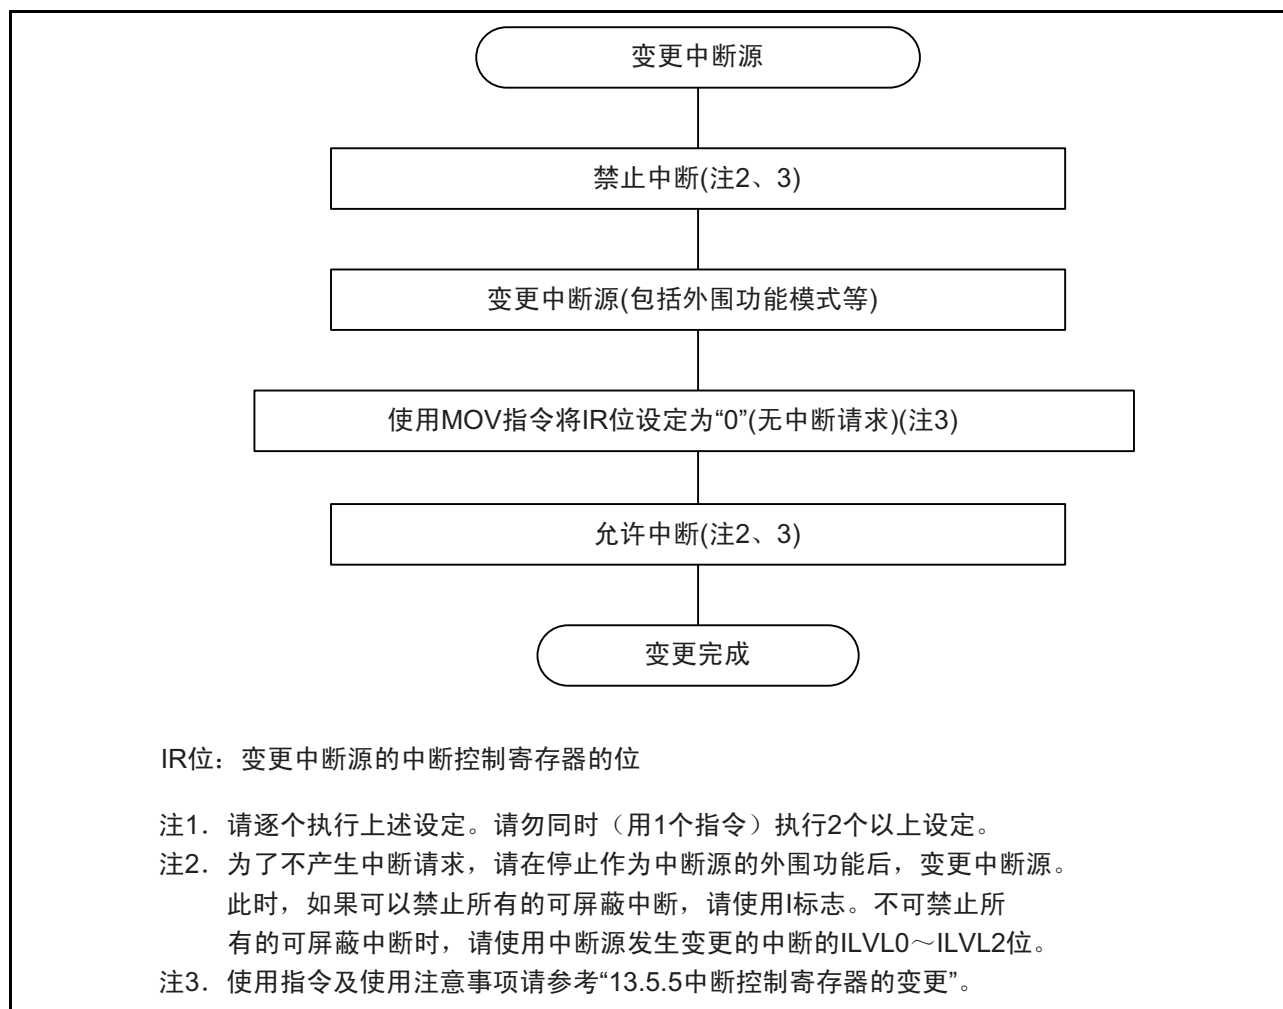 变更中断源
禁止中断(注2、3)
变更中断源(包括外围功能模式等)
使用MOV指令将IR位设定为“0”(无中断请求)(注3)
允许中断(注2、3)
变更完成
IR位：变更中断源的中断控制寄存器的位
注1．请逐个执行上述设定。请勿同时（用1个指令）执行2个以上设定。
注2．为了不产生中断请求，请在停止作为中断源的外围功能后，变更中断源。
此时，如果可以禁止所有的可屏蔽中断，请使用I标志。不可禁止所
有的可屏蔽中断时，请使用中断源发生变更的中断的ILVL0～ILVL2位。
注3．使用指令及使用注意事项请参考“13.5.5中断控制寄存器的变更”。